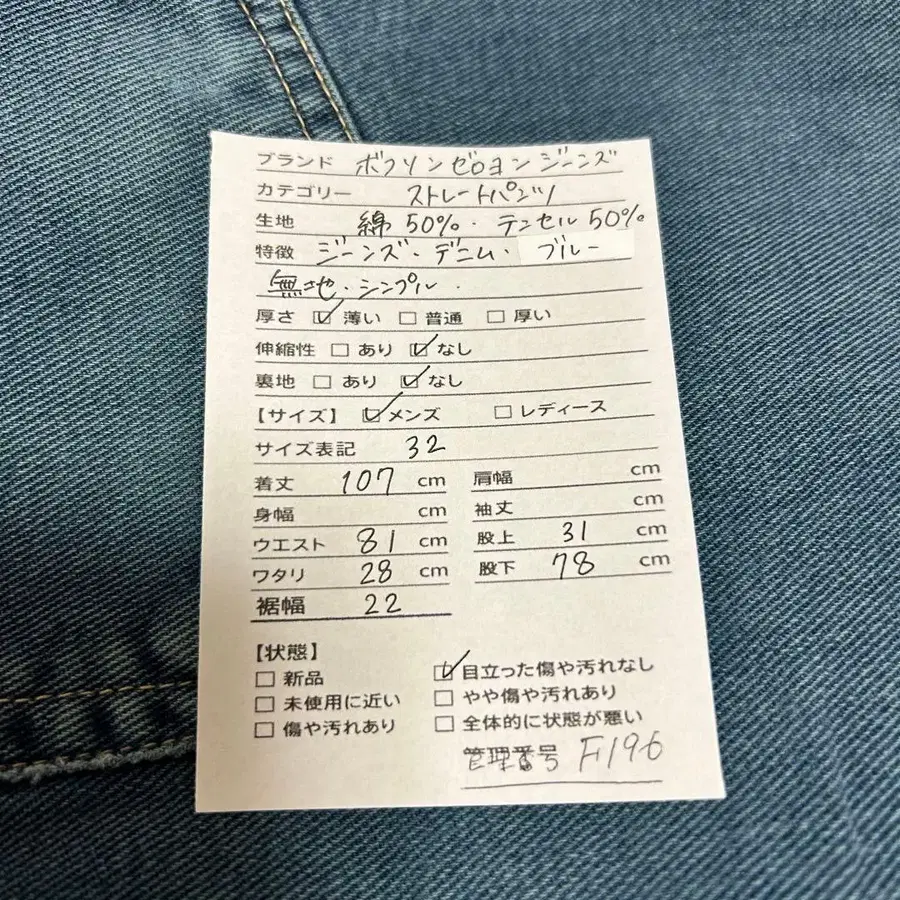 ブランド ボブソンゼロヨンジーンズ
カテゴリー ストレートパンツ
生地 綿 50%・テンセル 50%
特徴 ジーンズ・デニム・ブルー
無地・シンプル・
厚さ ☑ 薄い ☐ 普通 ☐ 厚い
伸縮性 ☐ あり ☑ なし
裏地 ☐ あり ☑ なし
【サイズ】 ☑ メンズ ☐ レディース
サイズ表記 32
着丈 107 cm 肩幅 cm
身幅 cm 袖丈 cm
ウエスト 81 cm 股上 31 cm
ワタリ 28 cm 股下 78 cm
裾幅 22
【状態】
☐ 新品 ☑ 目立った傷や汚れなし
☐ 未使用に近い ☐ やや傷や汚れあり
☐ 傷や汚れあり ☐ 全体的に状態が悪い
管理番号 F196